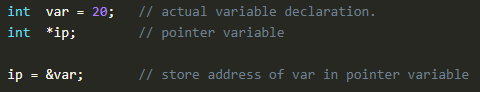 int  var = 20;   // actual variable declaration.
int  *ip;        // pointer variable
ip = &var;       // store address of var in pointer variable